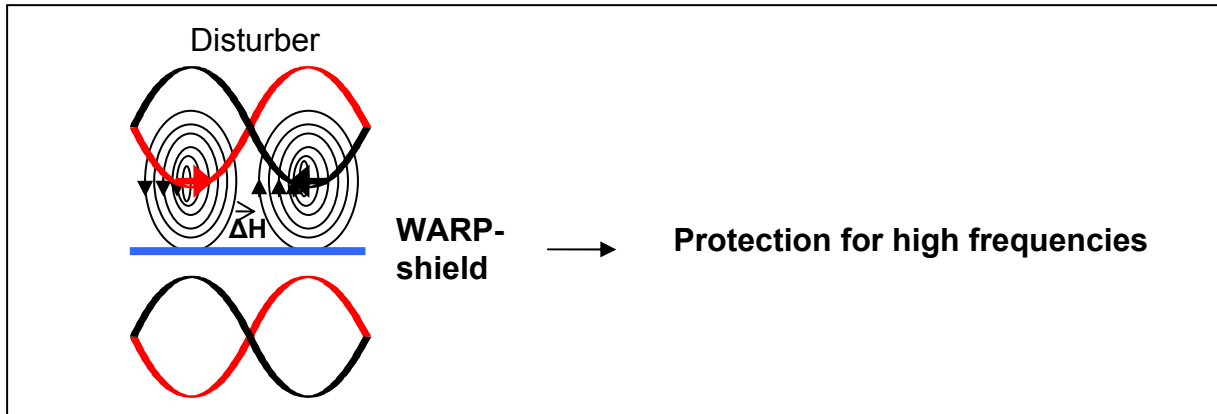 Disturber
ΔH
WARP-
shield
Protection for high frequencies